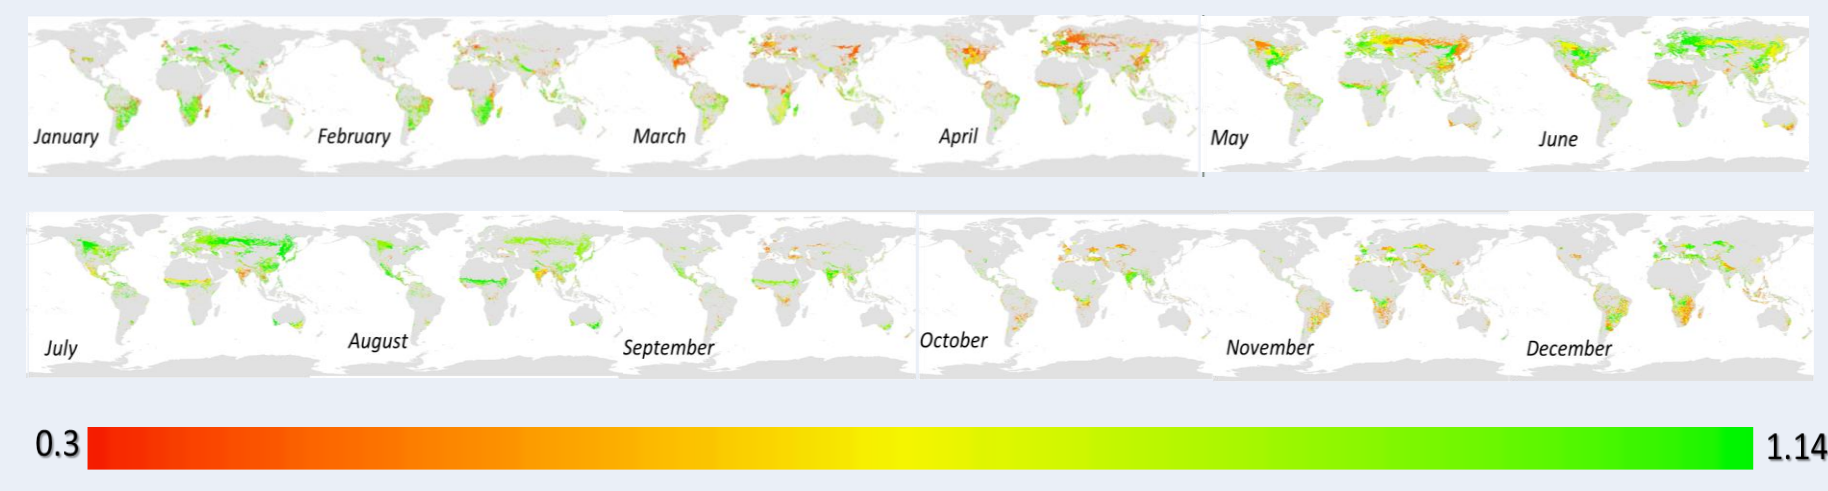 January
February
March
April
May
June
July
August
September
October
November
December
0.3
1.14